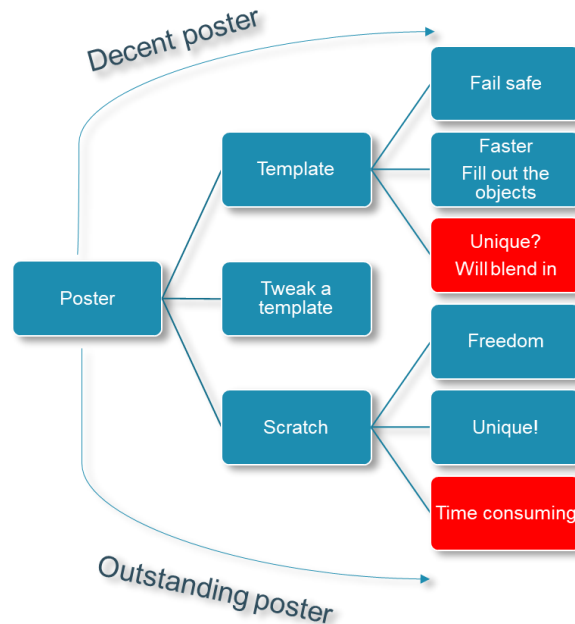 Decent poster
Fail safe
Template
Faster
Fill out the
objects
Unique?
Will blend in
Poster
Tweak a
template
Freedom
Scratch
Unique!
Time consuming
Outstanding poster